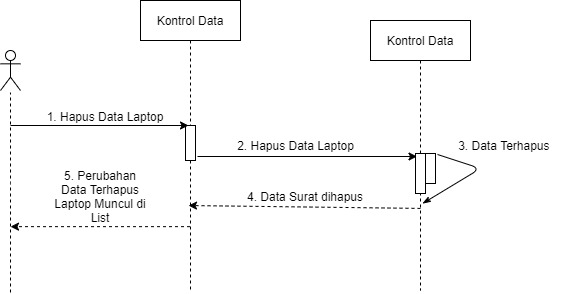 Kontrol Data
Kontrol Data
1. Hapus Data Laptop
2. Hapus Data Laptop
3. Data Terhapus
4. Data Surat dihapus
5. Perubahan
Data Terhapus
Laptop Muncul di
List